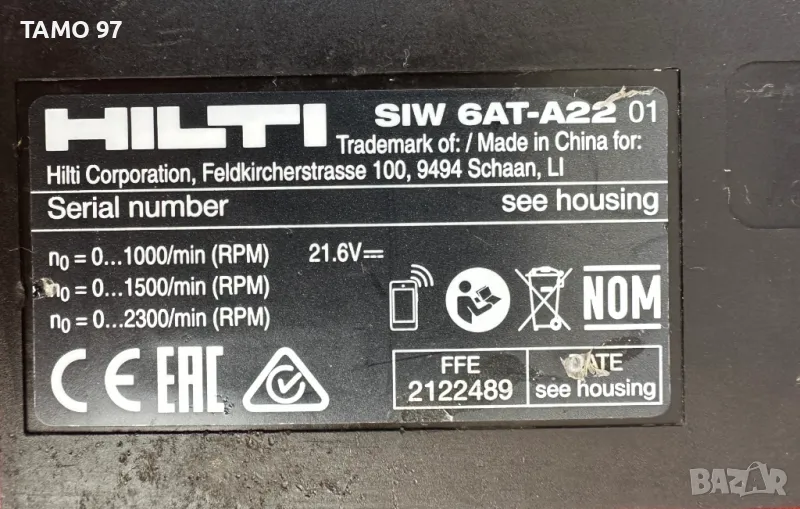 TAMO 97
HILTI
SIW 6AT-A22 01
Trademark of: / Made in China for:
Hilti Corporation, Feldkircherstrasse 100, 9494 Schaan, LI
Serial number see housing
n0 = 0...1000/min (RPM) 21.6V
n0 = 0...1500/min (RPM)
n0 = 0...2300/min (RPM)
NOM
CE EAC
FFE
2122489
DATE
see housing
BAZAR